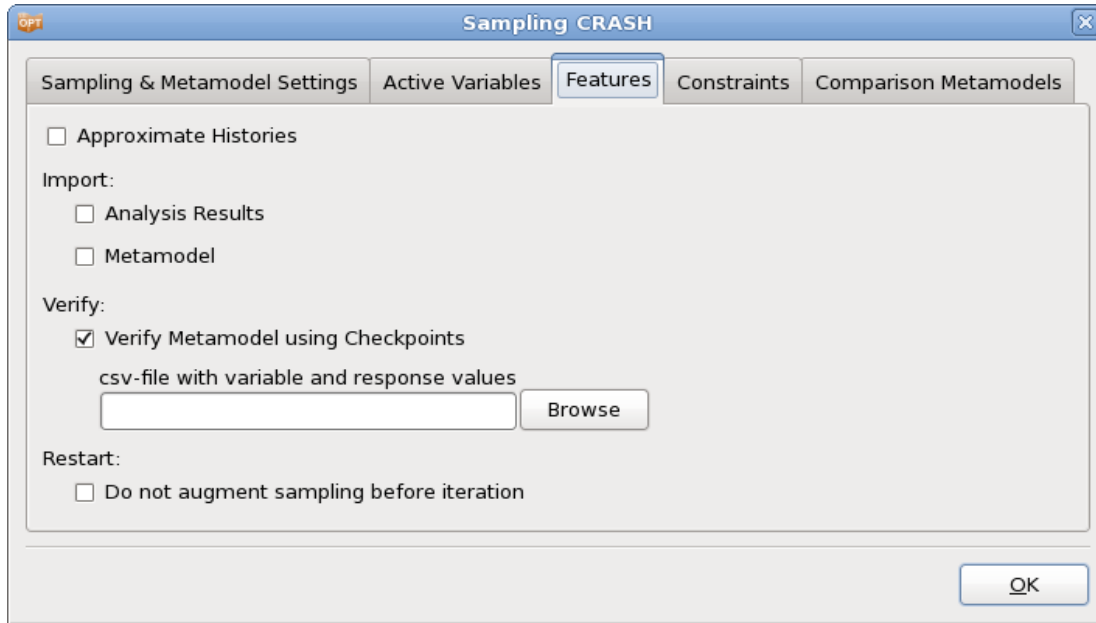 OPT
Sampling CRASH
Sampling & Metamodel Settings Active Variables Features Constraints Comparison Metamodels
Approximate Histories
Import:
Analysis Results
Metamodel
Verify:
Verify Metamodel using Checkpoints
csv-file with variable and response values
Browse
Restart:
Do not augment sampling before iteration
OK